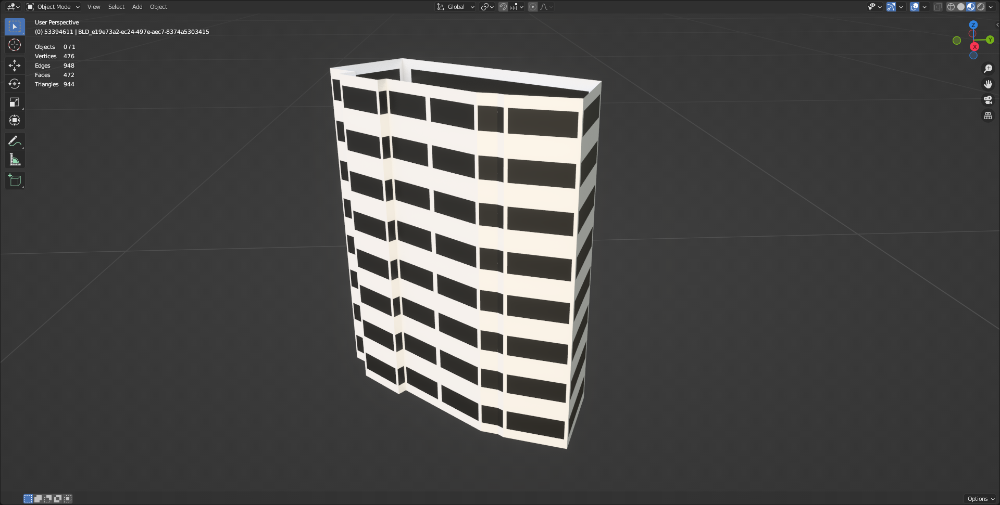 Object Mode View Select Add Object Global
User Perspective
(0) 53394611 | BLD_e19e73a2-ec24-497e-aec7-8374a5303415
Objects 0 / 1
Vertices 476
Edges 948
Faces 472
Triangles 944
Z
Y
X
Options